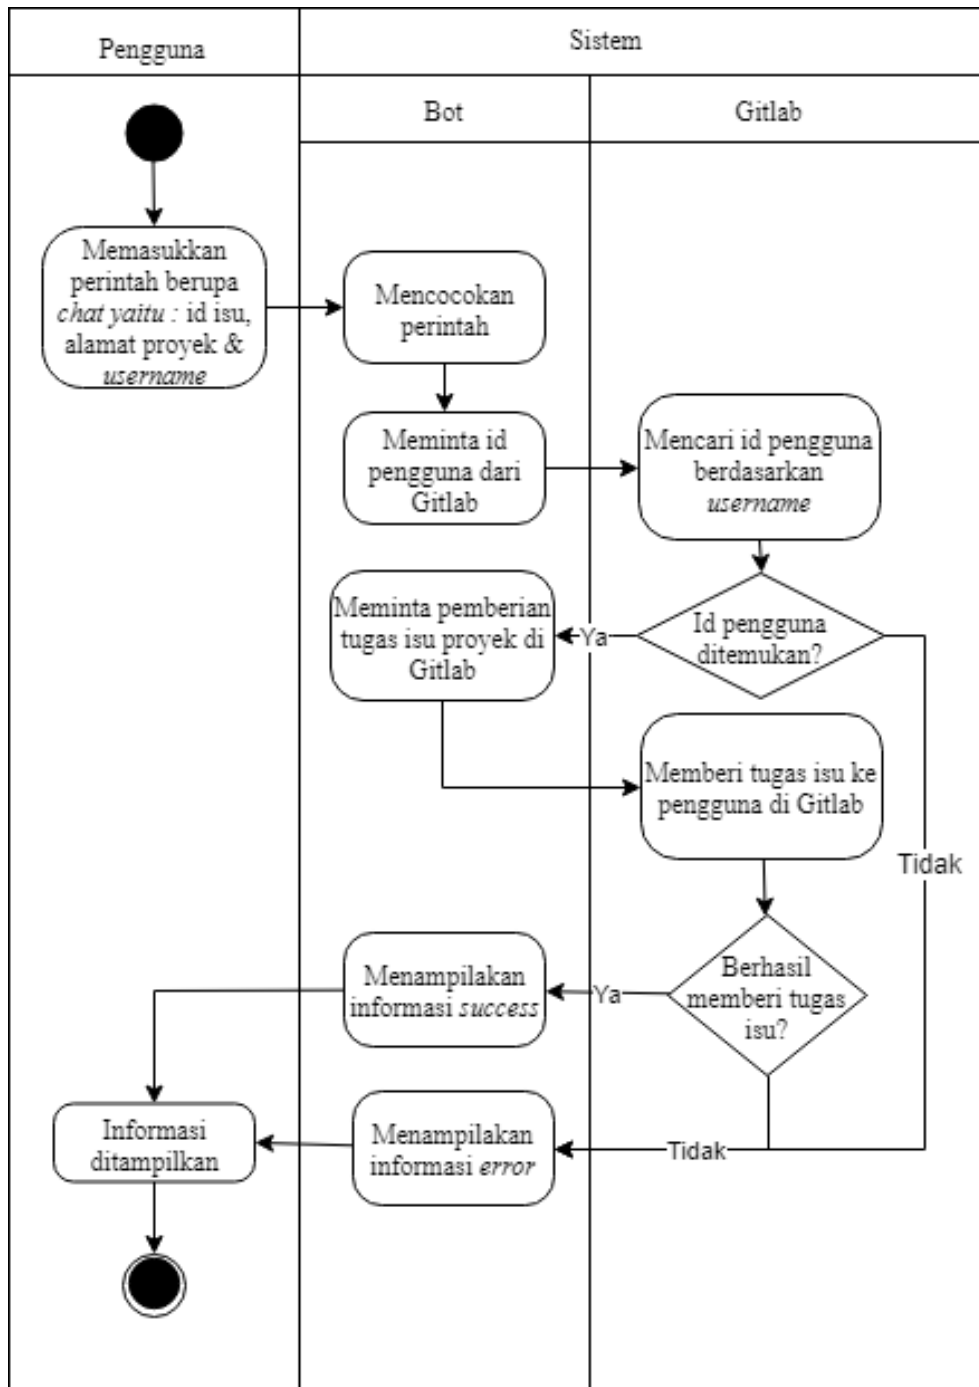 Pengguna
Sistem
Bot
Gitlab
Memasukkan
perintah berupa
chat yaitu : id isu,
alamat proyek &
username
Mencocokan
perintah
Meminta id
pengguna dari
Gitlab
Mencari id pengguna
berdasarkan
username
Id pengguna
ditemukan?
Ya
Meminta pemberian
tugas isu proyek di
Gitlab
Memberi tugas isu ke
pengguna di Gitlab
Tidak
Berhasil
memberi tugas
isu?
Ya
Menampilakan
informasi success
Tidak
Menampilakan
informasi error
Informasi
ditampilkan